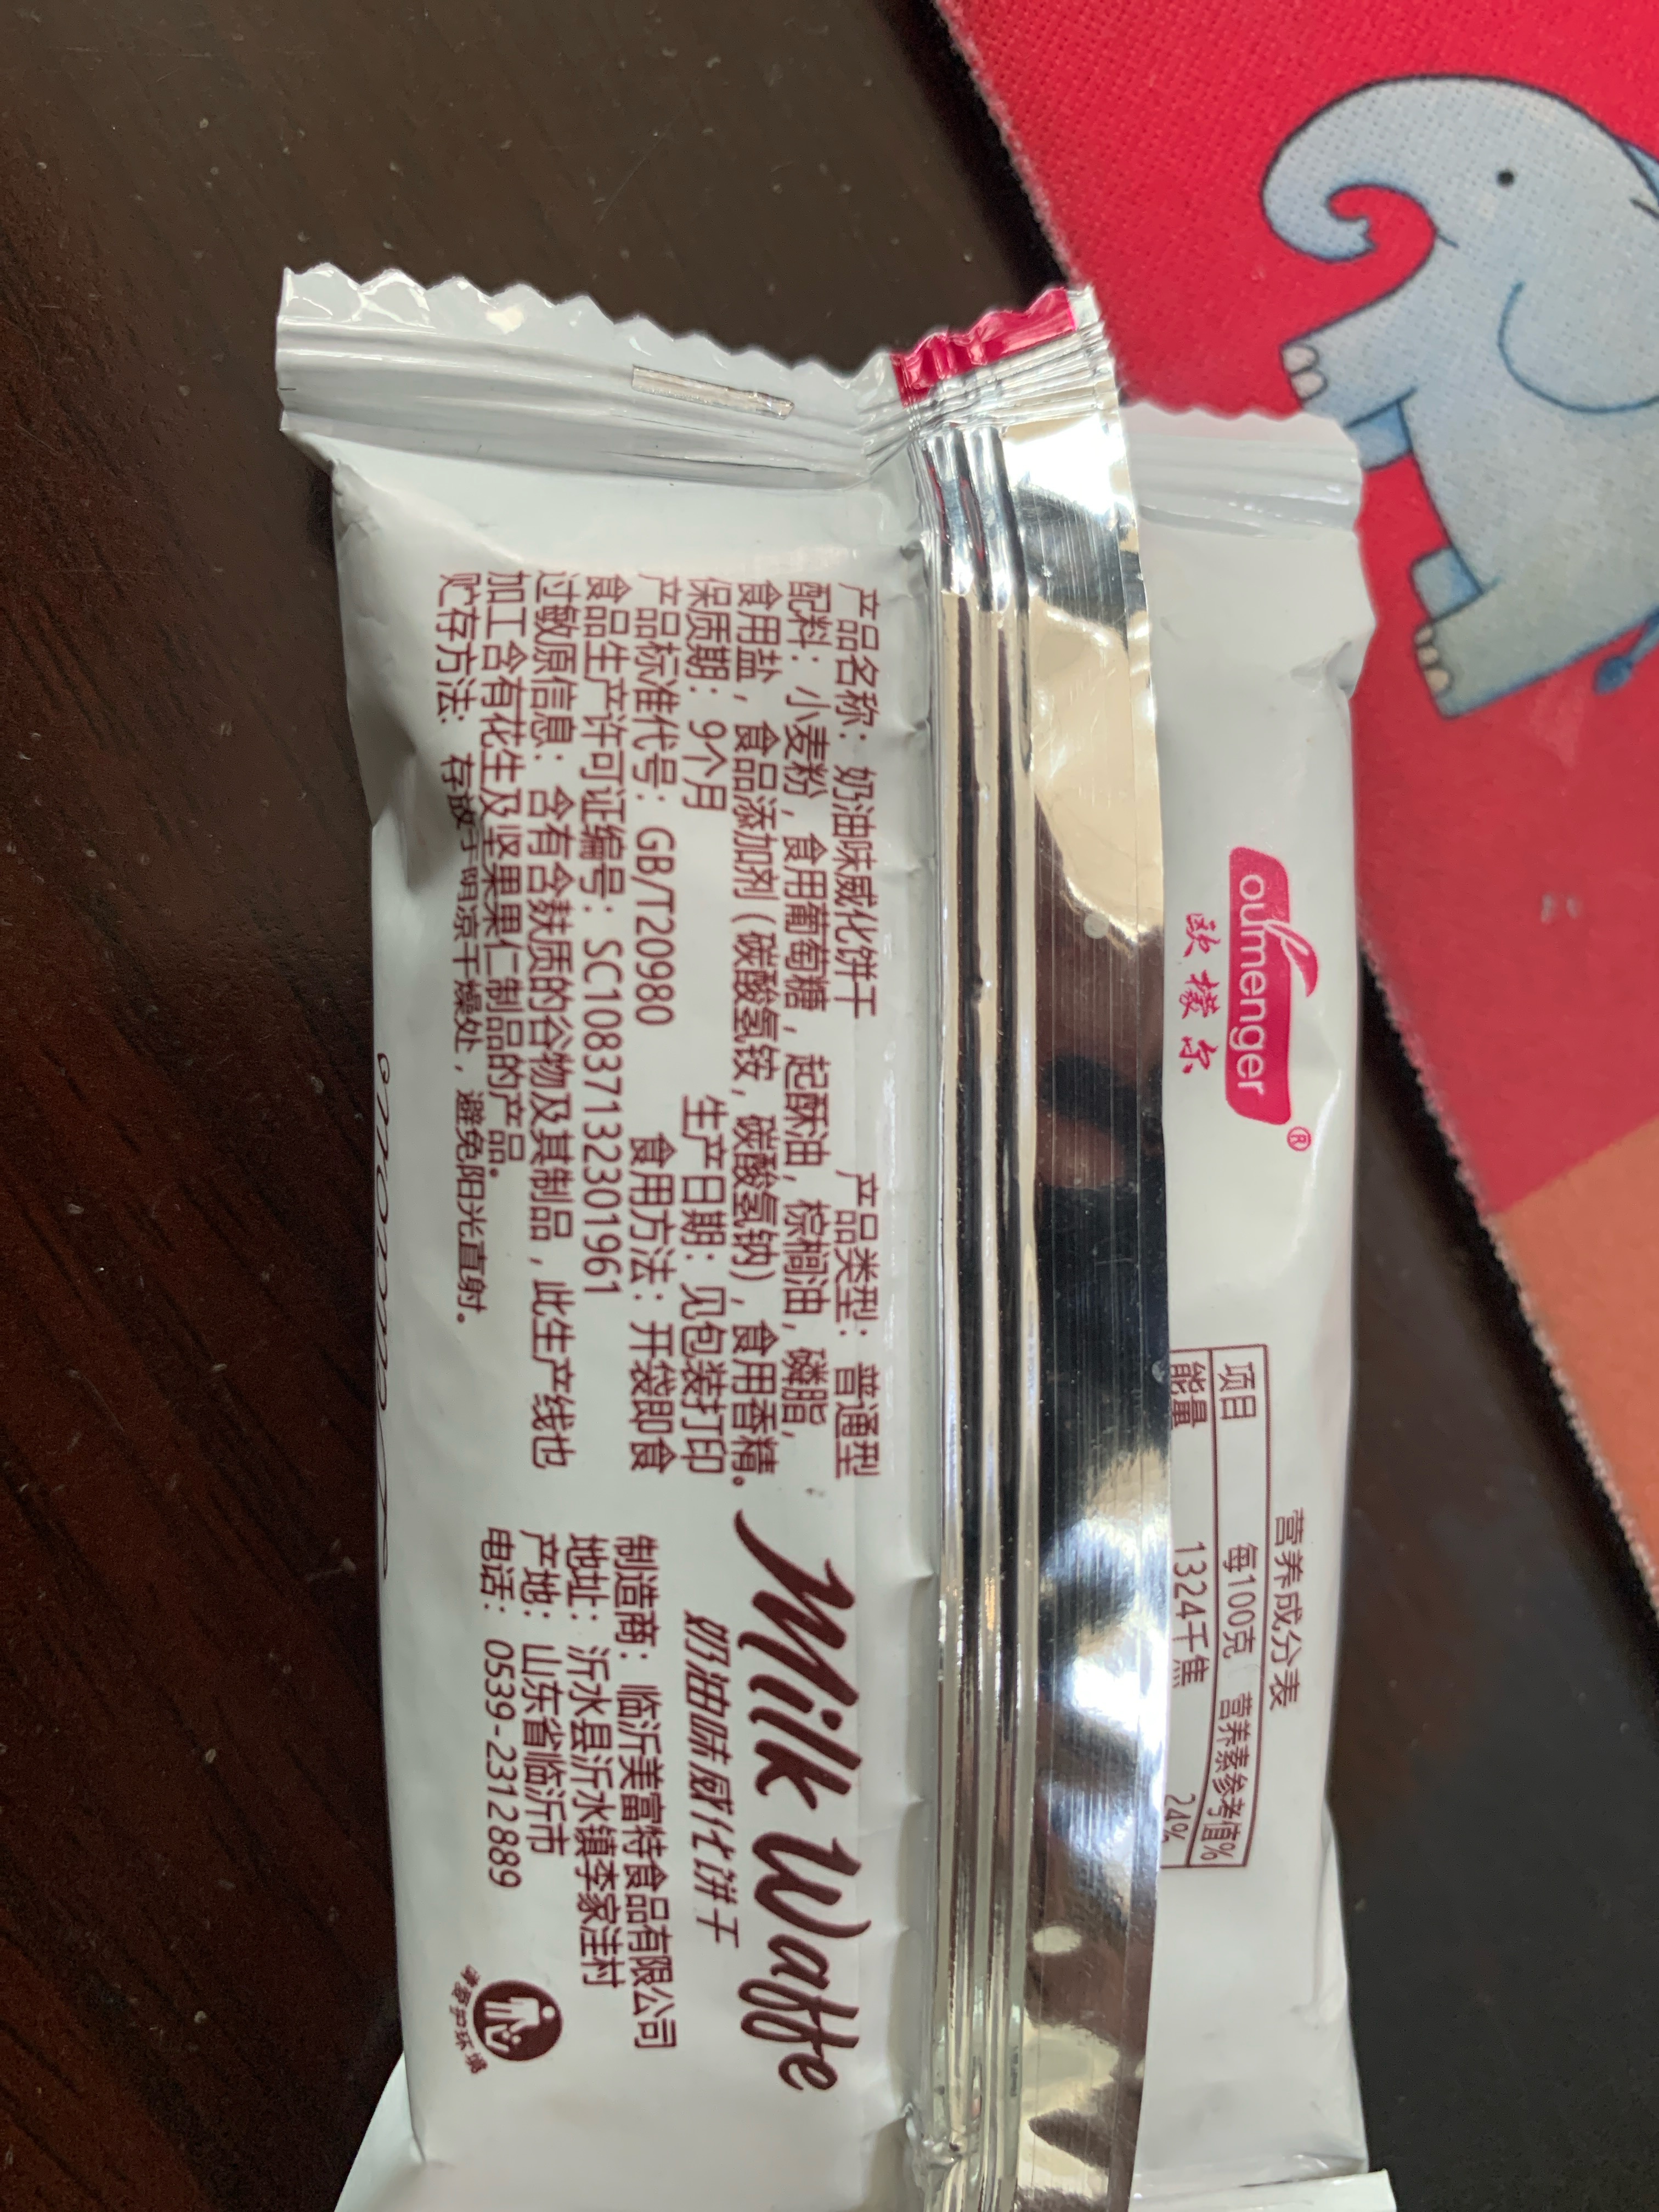 oumenger®
欧檬尔
营养成分表
项目 每100克 营养素参考值%
能量 1324千焦 24%
产品名称：奶油味威化饼干 产品类型：普通型
配料：小麦粉，食用葡萄糖，起酥油，棕榈油，磷脂，
食用盐，食品添加剂（碳酸氢铵，碳酸氢钠），食用香精。
保质期：9个月 生产日期：见包装打印
产品标准代号：GB/T20980 食用方法：开袋即食
食品生产许可证编号：SC10837132301961
过敏原信息：含有含麸质的谷物及其制品，此生产线也
加工含有花生及坚果果仁制品的产品。
贮存方法：存放于阴凉干燥处，避免阳光直射。
Milk Waffe
奶油味威化饼干
制造商：临沂美富特食品有限公司
地址：沂水县沂水镇李家洼村
产地：山东省临沂市
电话：0539-2312889